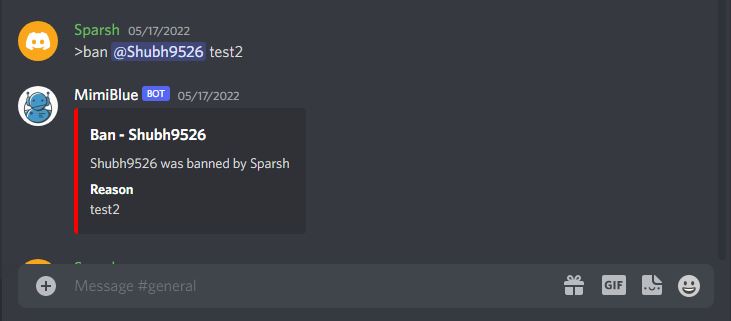 Sparsh 05/17/2022
>ban @Shubh9526 test2
MimiBlue BOT 05/17/2022
Ban - Shubh9526
Shubh9526 was banned by Sparsh
Reason
test2
Message #general
GIF